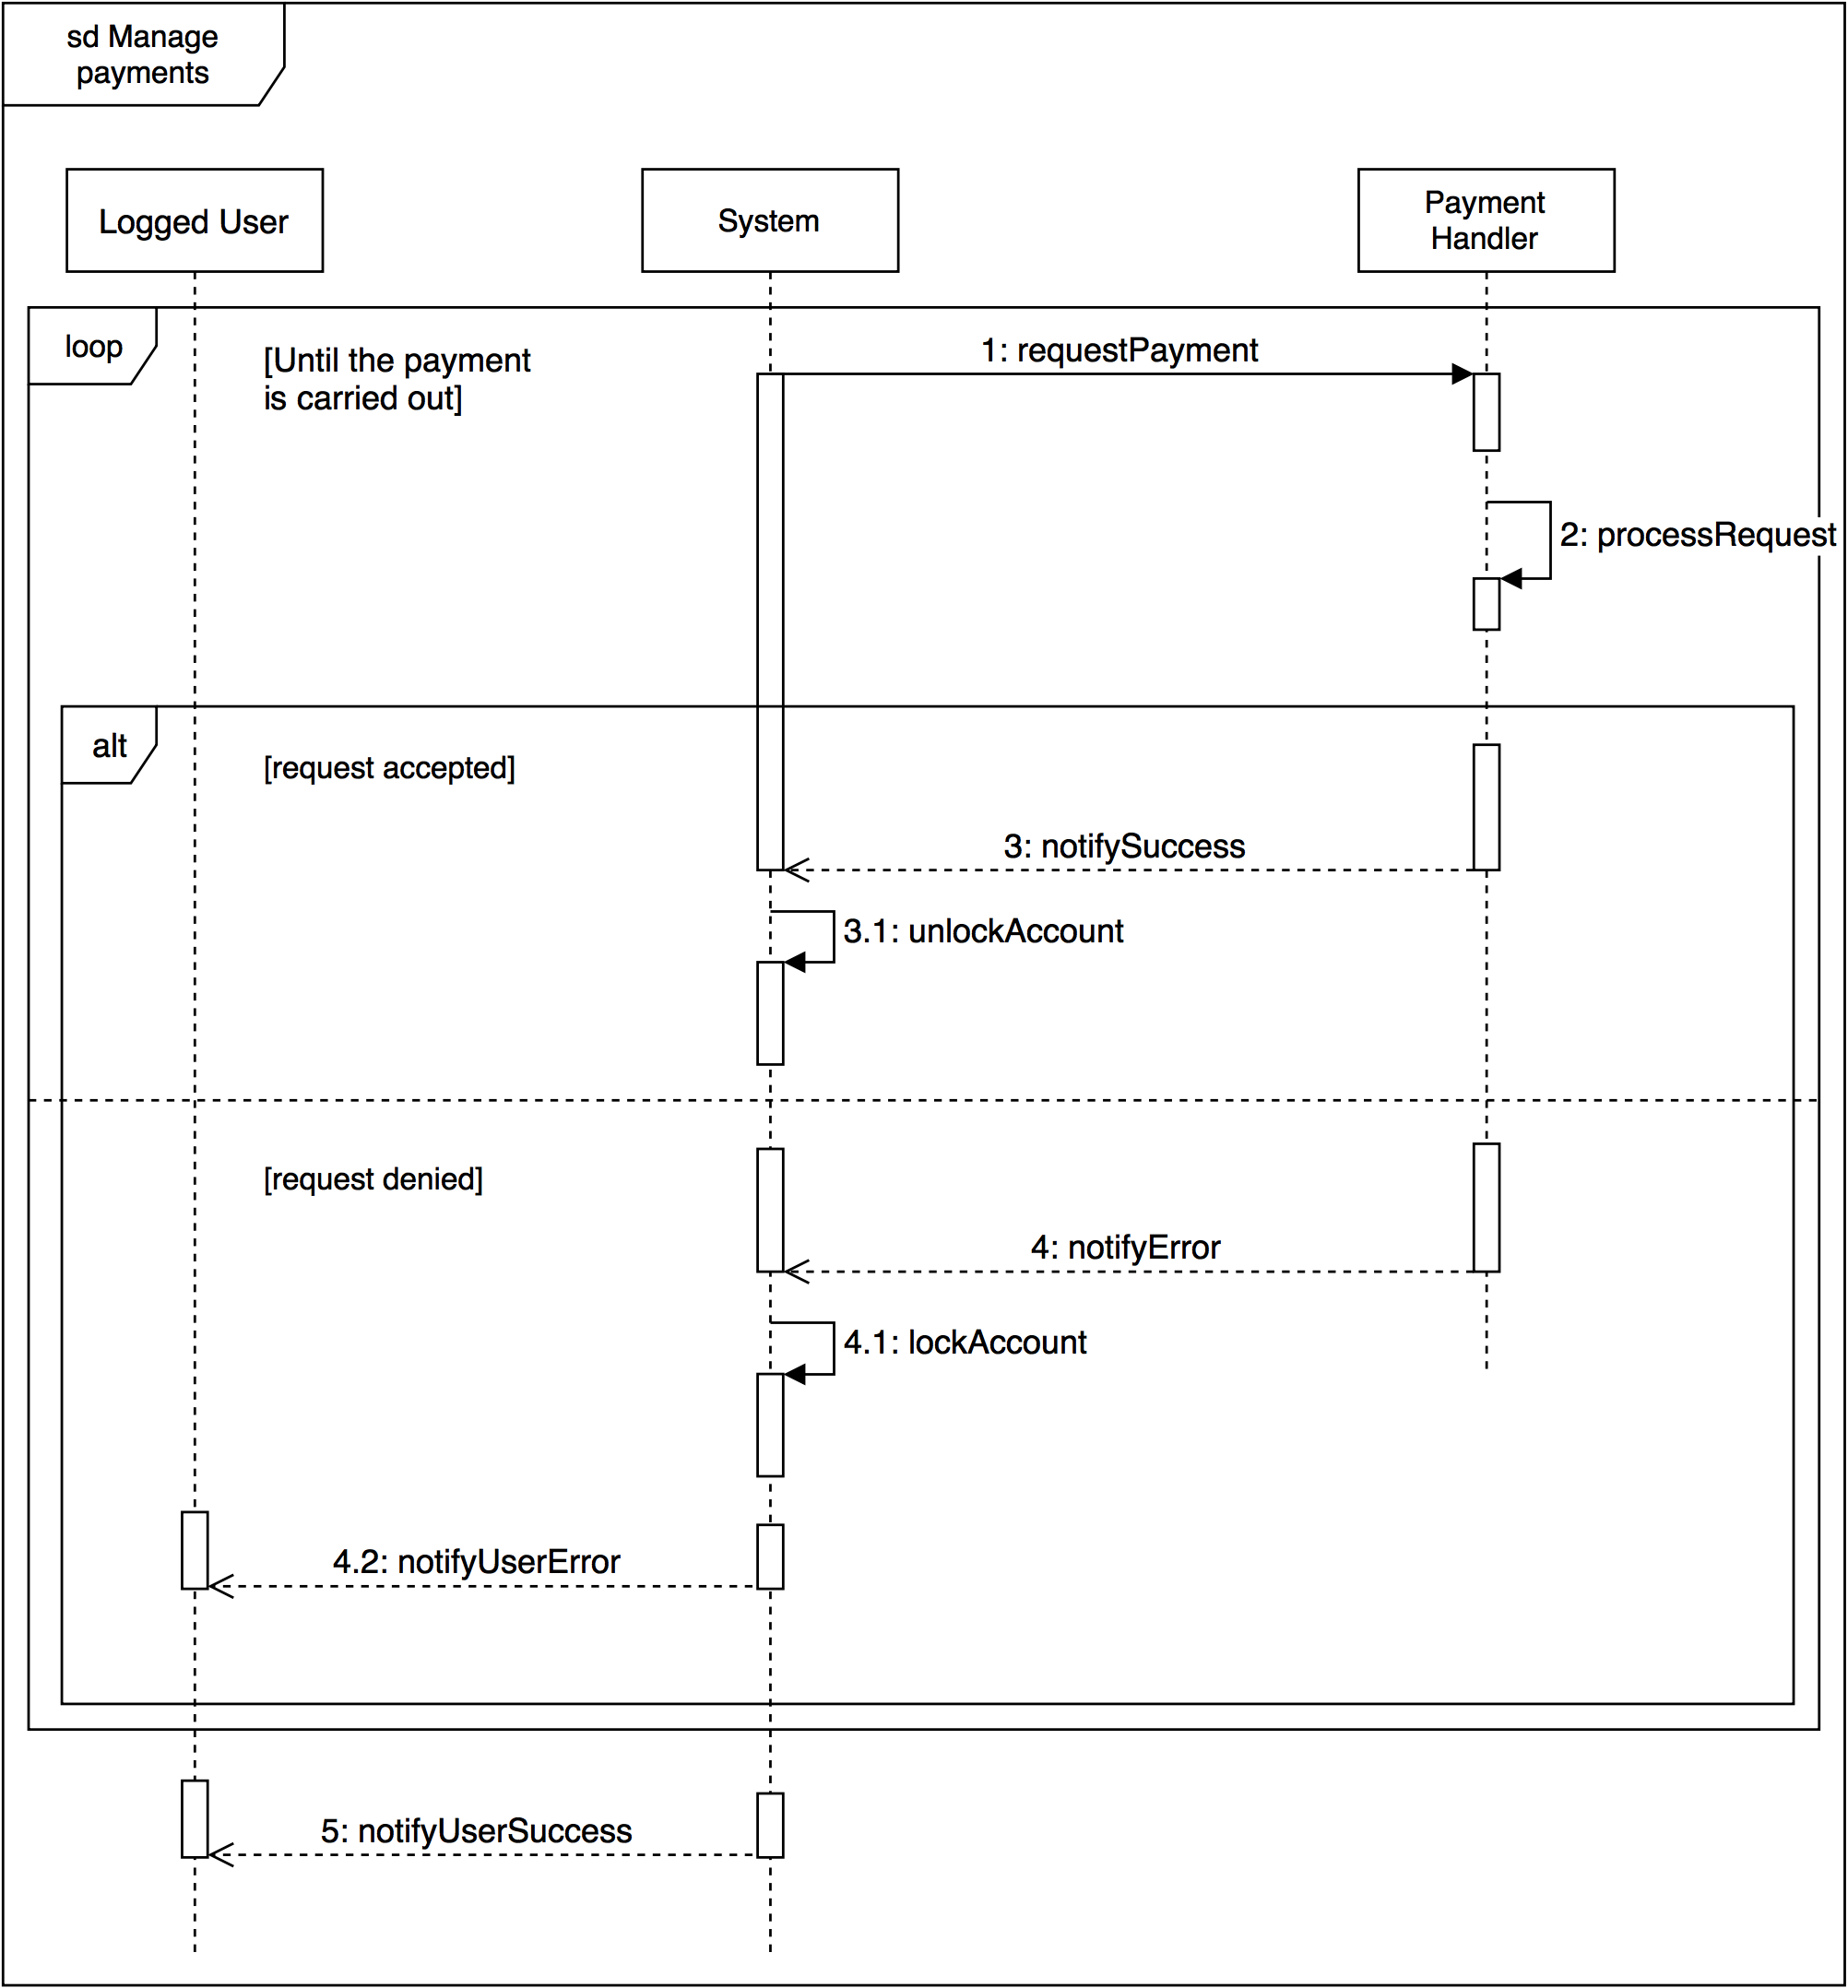 sd Manage
payments
Logged User
System
Payment
Handler
loop
[Until the payment
is carried out]
1: requestPayment
2: processRequest
alt
[request accepted]
3: notifySuccess
3.1: unlockAccount
[request denied]
4: notifyError
4.1: lockAccount
4.2: notifyUserError
5: notifyUserSuccess